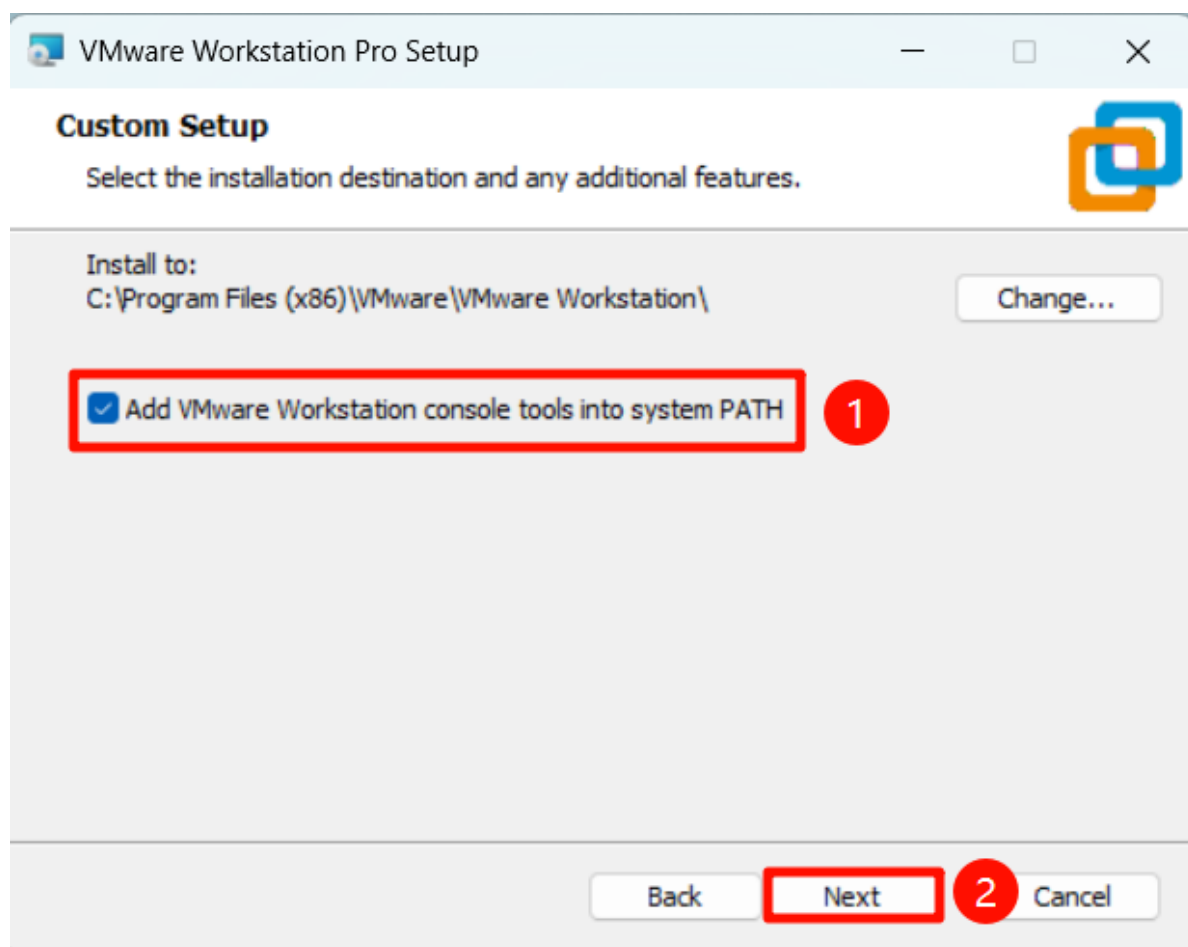 VMware Workstation Pro Setup
Custom Setup
Select the installation destination and any additional features.
Install to:
C:\Program Files (x86)\VMware\VMware Workstation\
Change...
Add VMware Workstation console tools into system PATH
1
Back
Next
2
Cancel